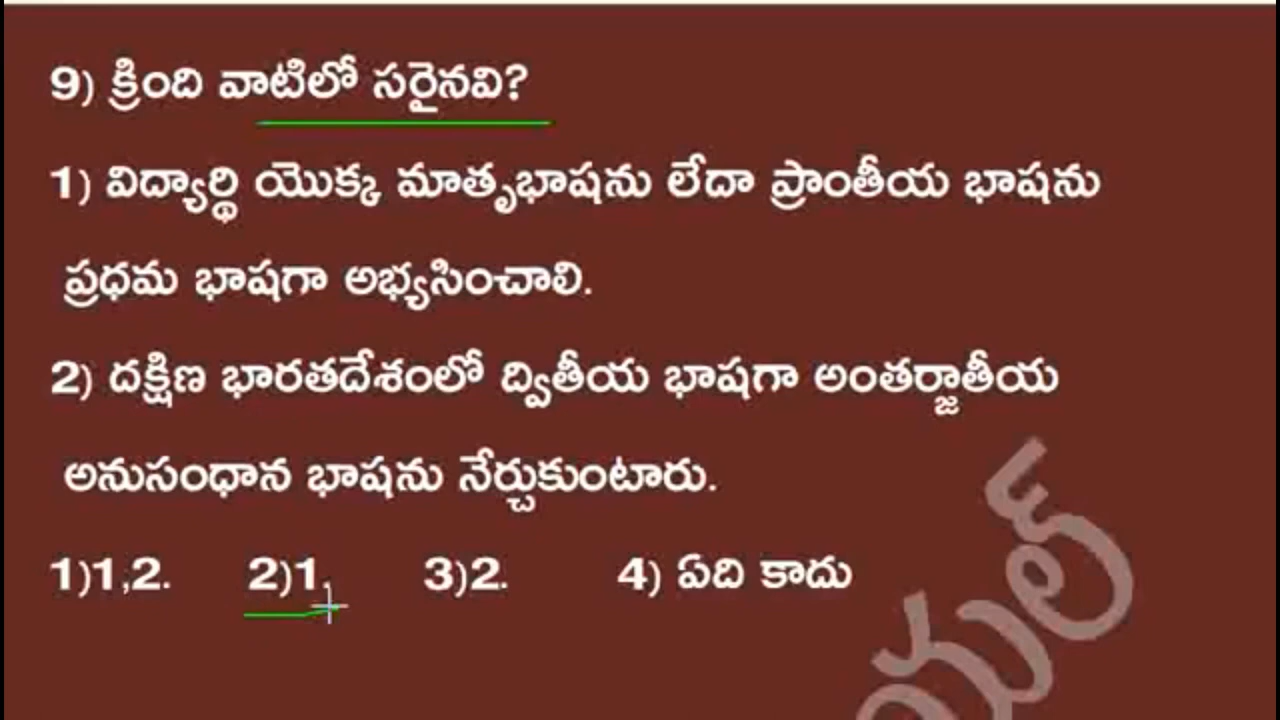 9) క్రింది వాటిలో సరైనవి?
1) విద్యార్థి యొక్క మాతృభాషను లేదా ప్రాంతీయ భాషను
ప్రధమ భాషగా అభ్యసించాలి.
2) దక్షిణ భారతదేశంలో ద్వితీయ భాషగా అంతర్జాతీయ
అనుసంధాన భాషను నేర్చుకుంటారు.
1)1,2. 2)1. 3)2. 4) ఏది కాదు